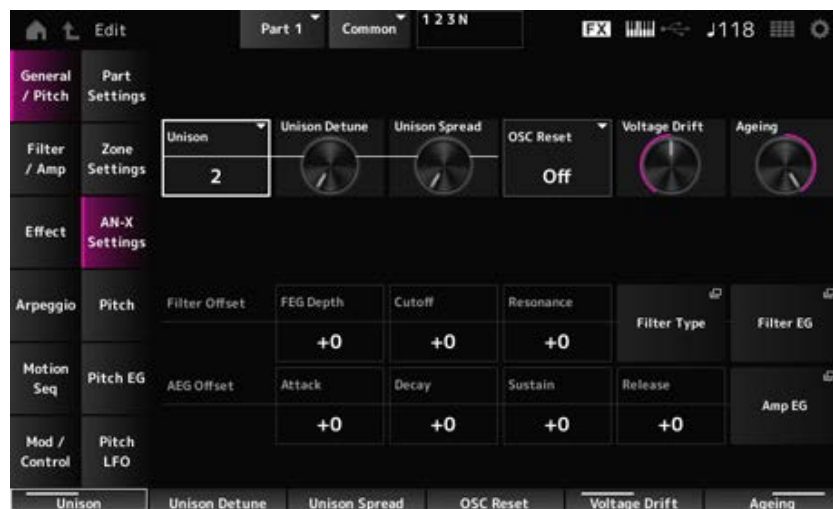 Edit
Part 1
Common
1 2 3 N
FX
♩118
General / Pitch
Part Settings
Filter / Amp
Zone Settings
Effect
AN-X Settings
Arpeggio
Pitch
Motion Seq
Pitch EG
Mod / Control
Pitch LFO
Unison
2
Unison Detune
Unison Spread
OSC Reset
Off
Voltage Drift
Ageing
Filter Offset
FEG Depth
+0
Cutoff
+0
Resonance
+0
Filter Type
Filter EG
AEG Offset
Attack
+0
Decay
+0
Sustain
+0
Release
+0
Amp EG
Unison
Unison Detune
Unison Spread
OSC Reset
Voltage Drift
Ageing